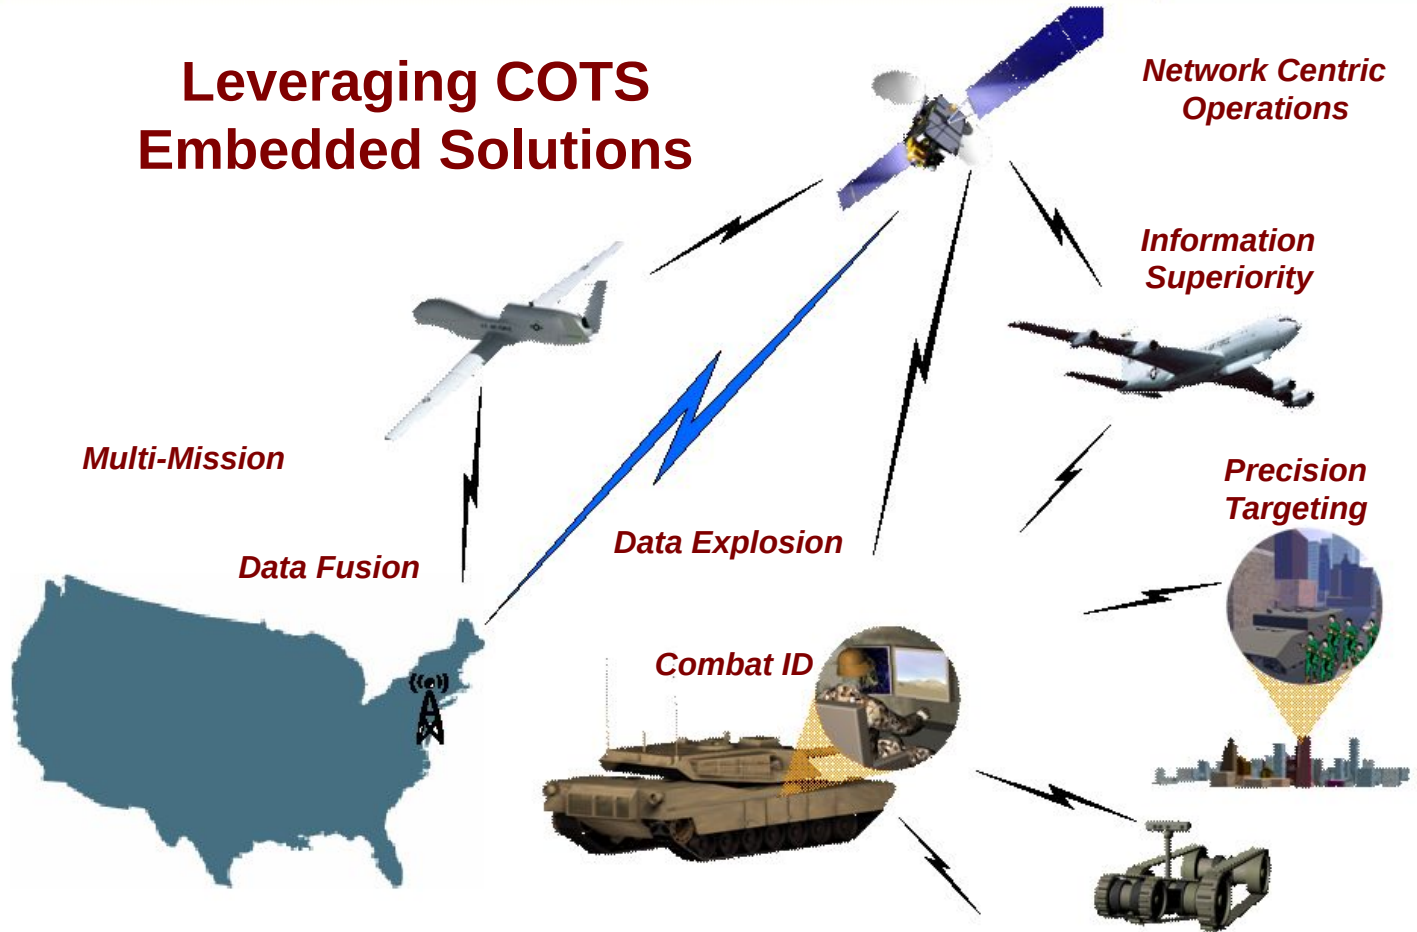 Leveraging COTS
Embedded Solutions
Network Centric
Operations
Information
Superiority
Multi-Mission
Precision
Targeting
Data Explosion
Data Fusion
Combat ID